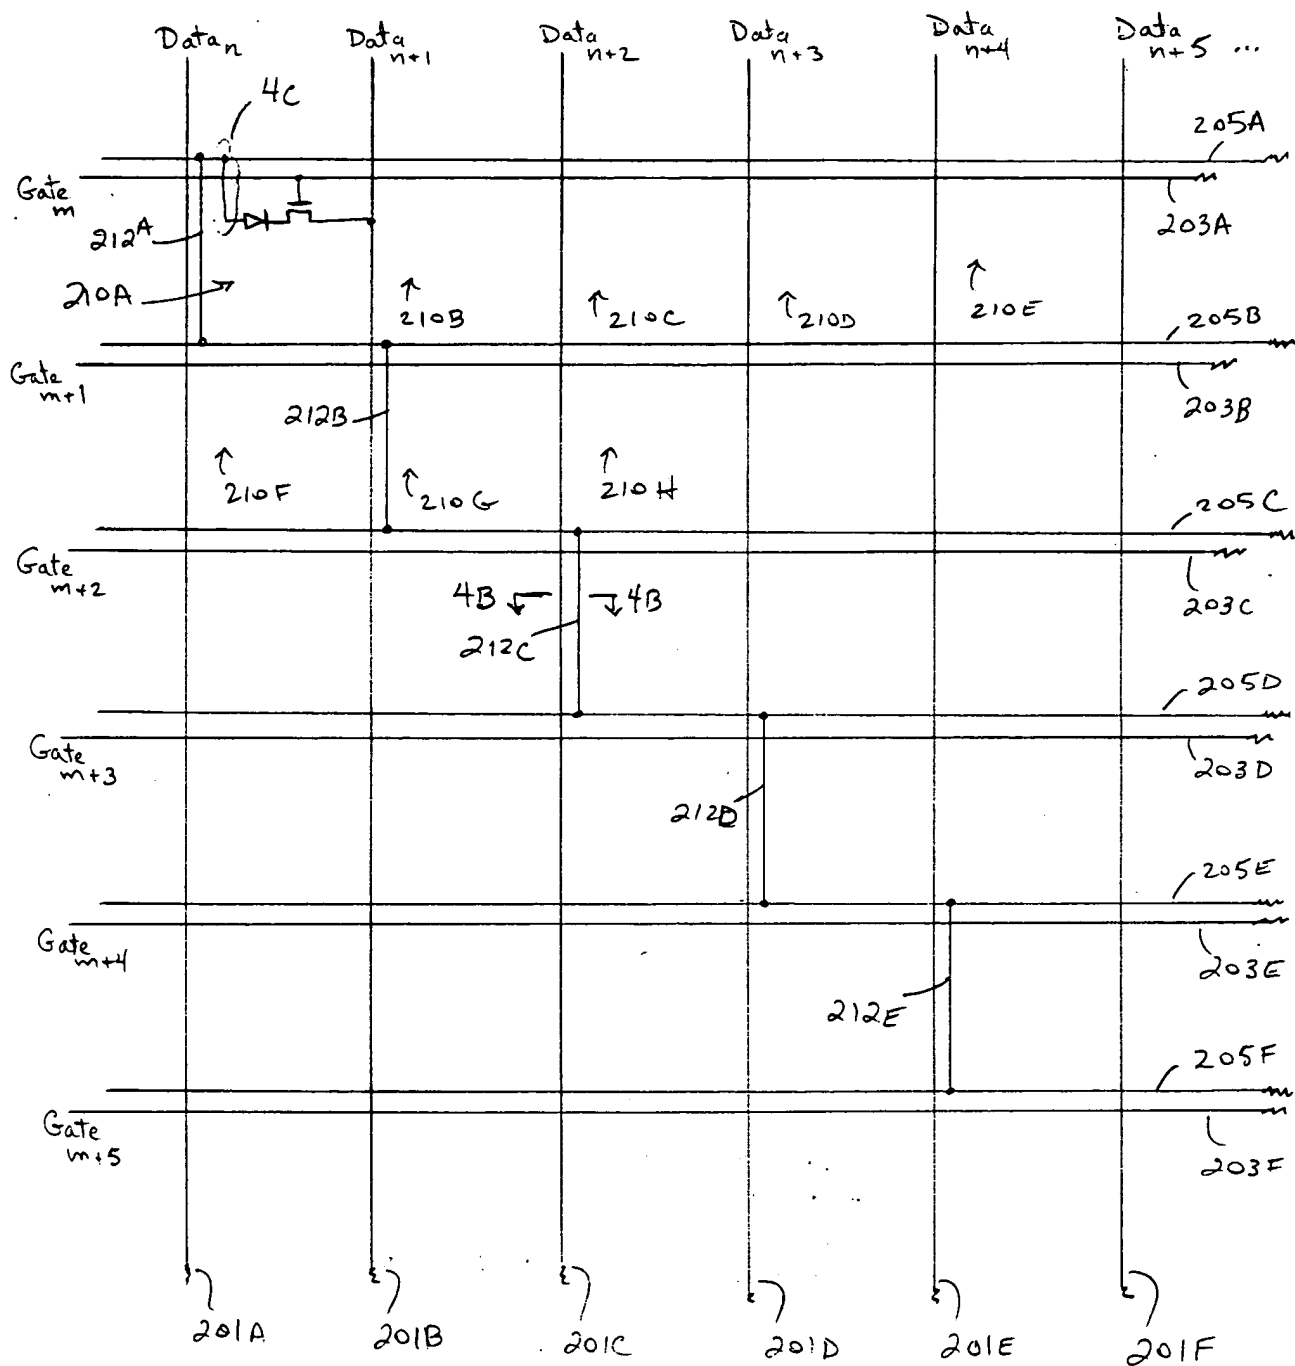 Data n
Data n+1
Data n+2
Data n+3
Data n+4
Data n+5 ...
4C
205A
Gate m
203A
212A
210A
210B
210C
210D
210E
205B
Gate m+1
203B
212B
210F
210G
210H
205C
Gate m+2
203C
4B
4B
212C
205D
Gate m+3
203D
212D
205E
Gate m+4
203E
212E
205F
Gate m+5
203F
201A
201B
201C
201D
201E
201F